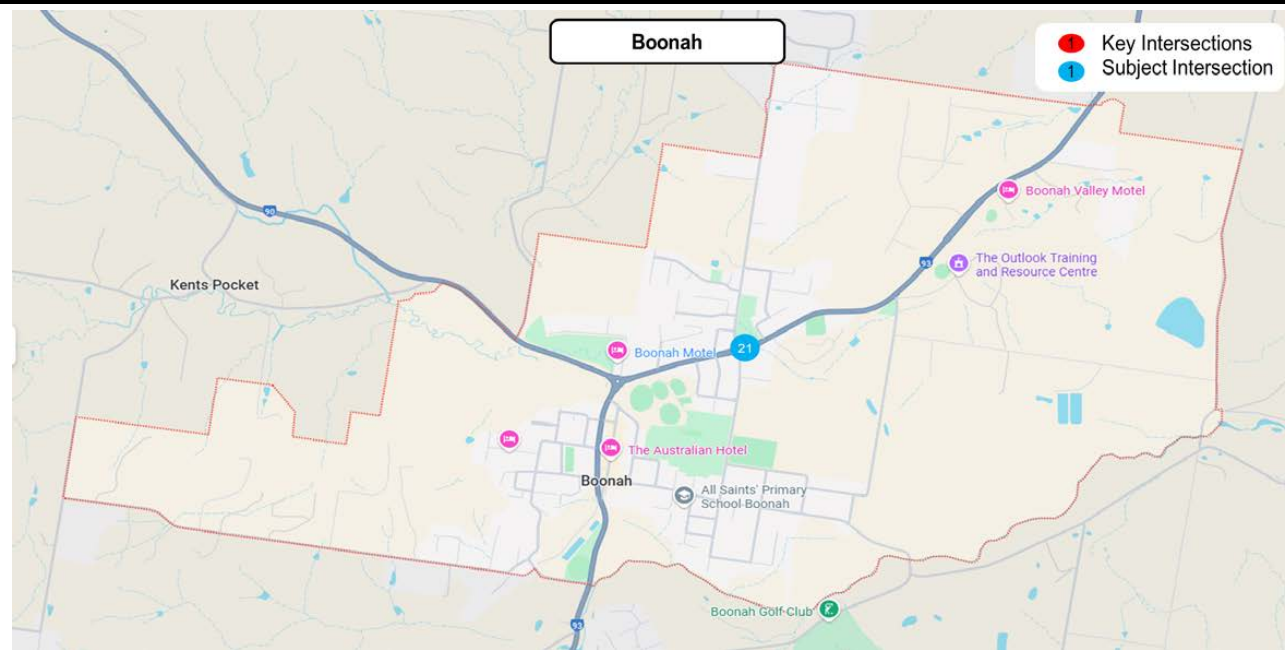 Boonah
1 Key Intersections
1 Subject Intersection
Boonah Valley Motel
90
93
The Outlook Training
and Resource Centre
Kents Pocket
21
Boonah Motel
The Australian Hotel
Boonah
All Saints' Primary
School Boonah
Boonah Golf Club
93